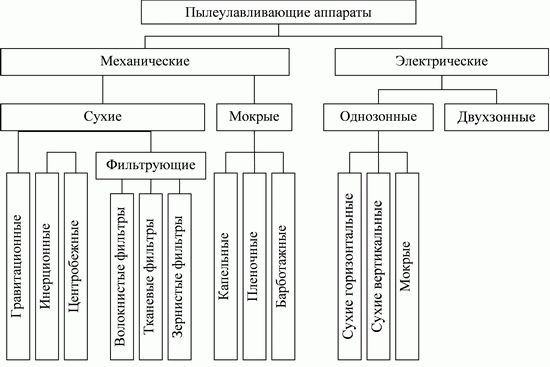 Пылеулавливающие аппараты
Механические
Электрические
Сухие
Мокрые
Однозонные
Двухзонные
Фильтрующие
Гравитационные
Инерционные
Центробежные
Волокнистые фильтры
Тканевые фильтры
Зернистые фильтры
Капельные
Пленочные
Барботажные
Сухие горизонтальные
Сухие вертикальные
Мокрые